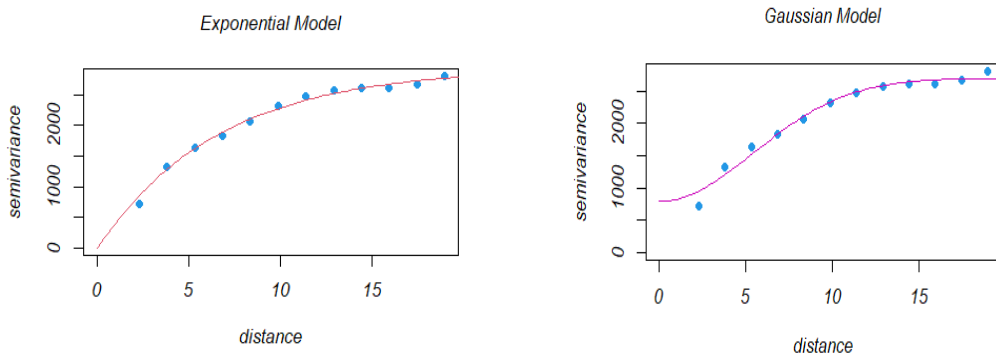 Exponential Model
semivariance
2000
1000
0
0 5 10 15
distance
Gaussian Model
semivariance
2000
1000
0
0 5 10 15
distance